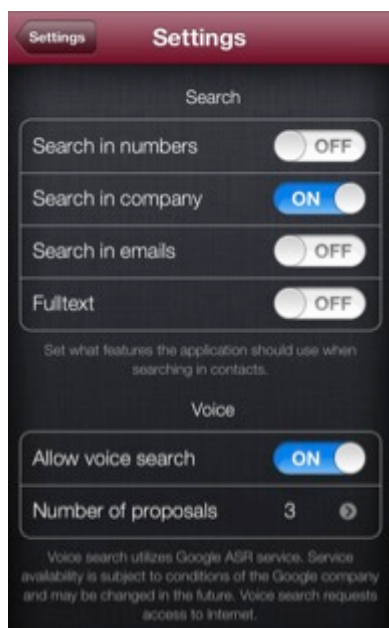 Settings Settings
Search
Search in numbers OFF
Search in company ON
Search in emails OFF
Fulltext OFF
Set what features the application should use when
searching in contacts.
Voice
Allow voice search ON
Number of proposals 3
Voice search utilizes Google ASR service. Service
availability is subject to conditions of the Google company
and may be changed in the future. Voice search requests
access to Internet.